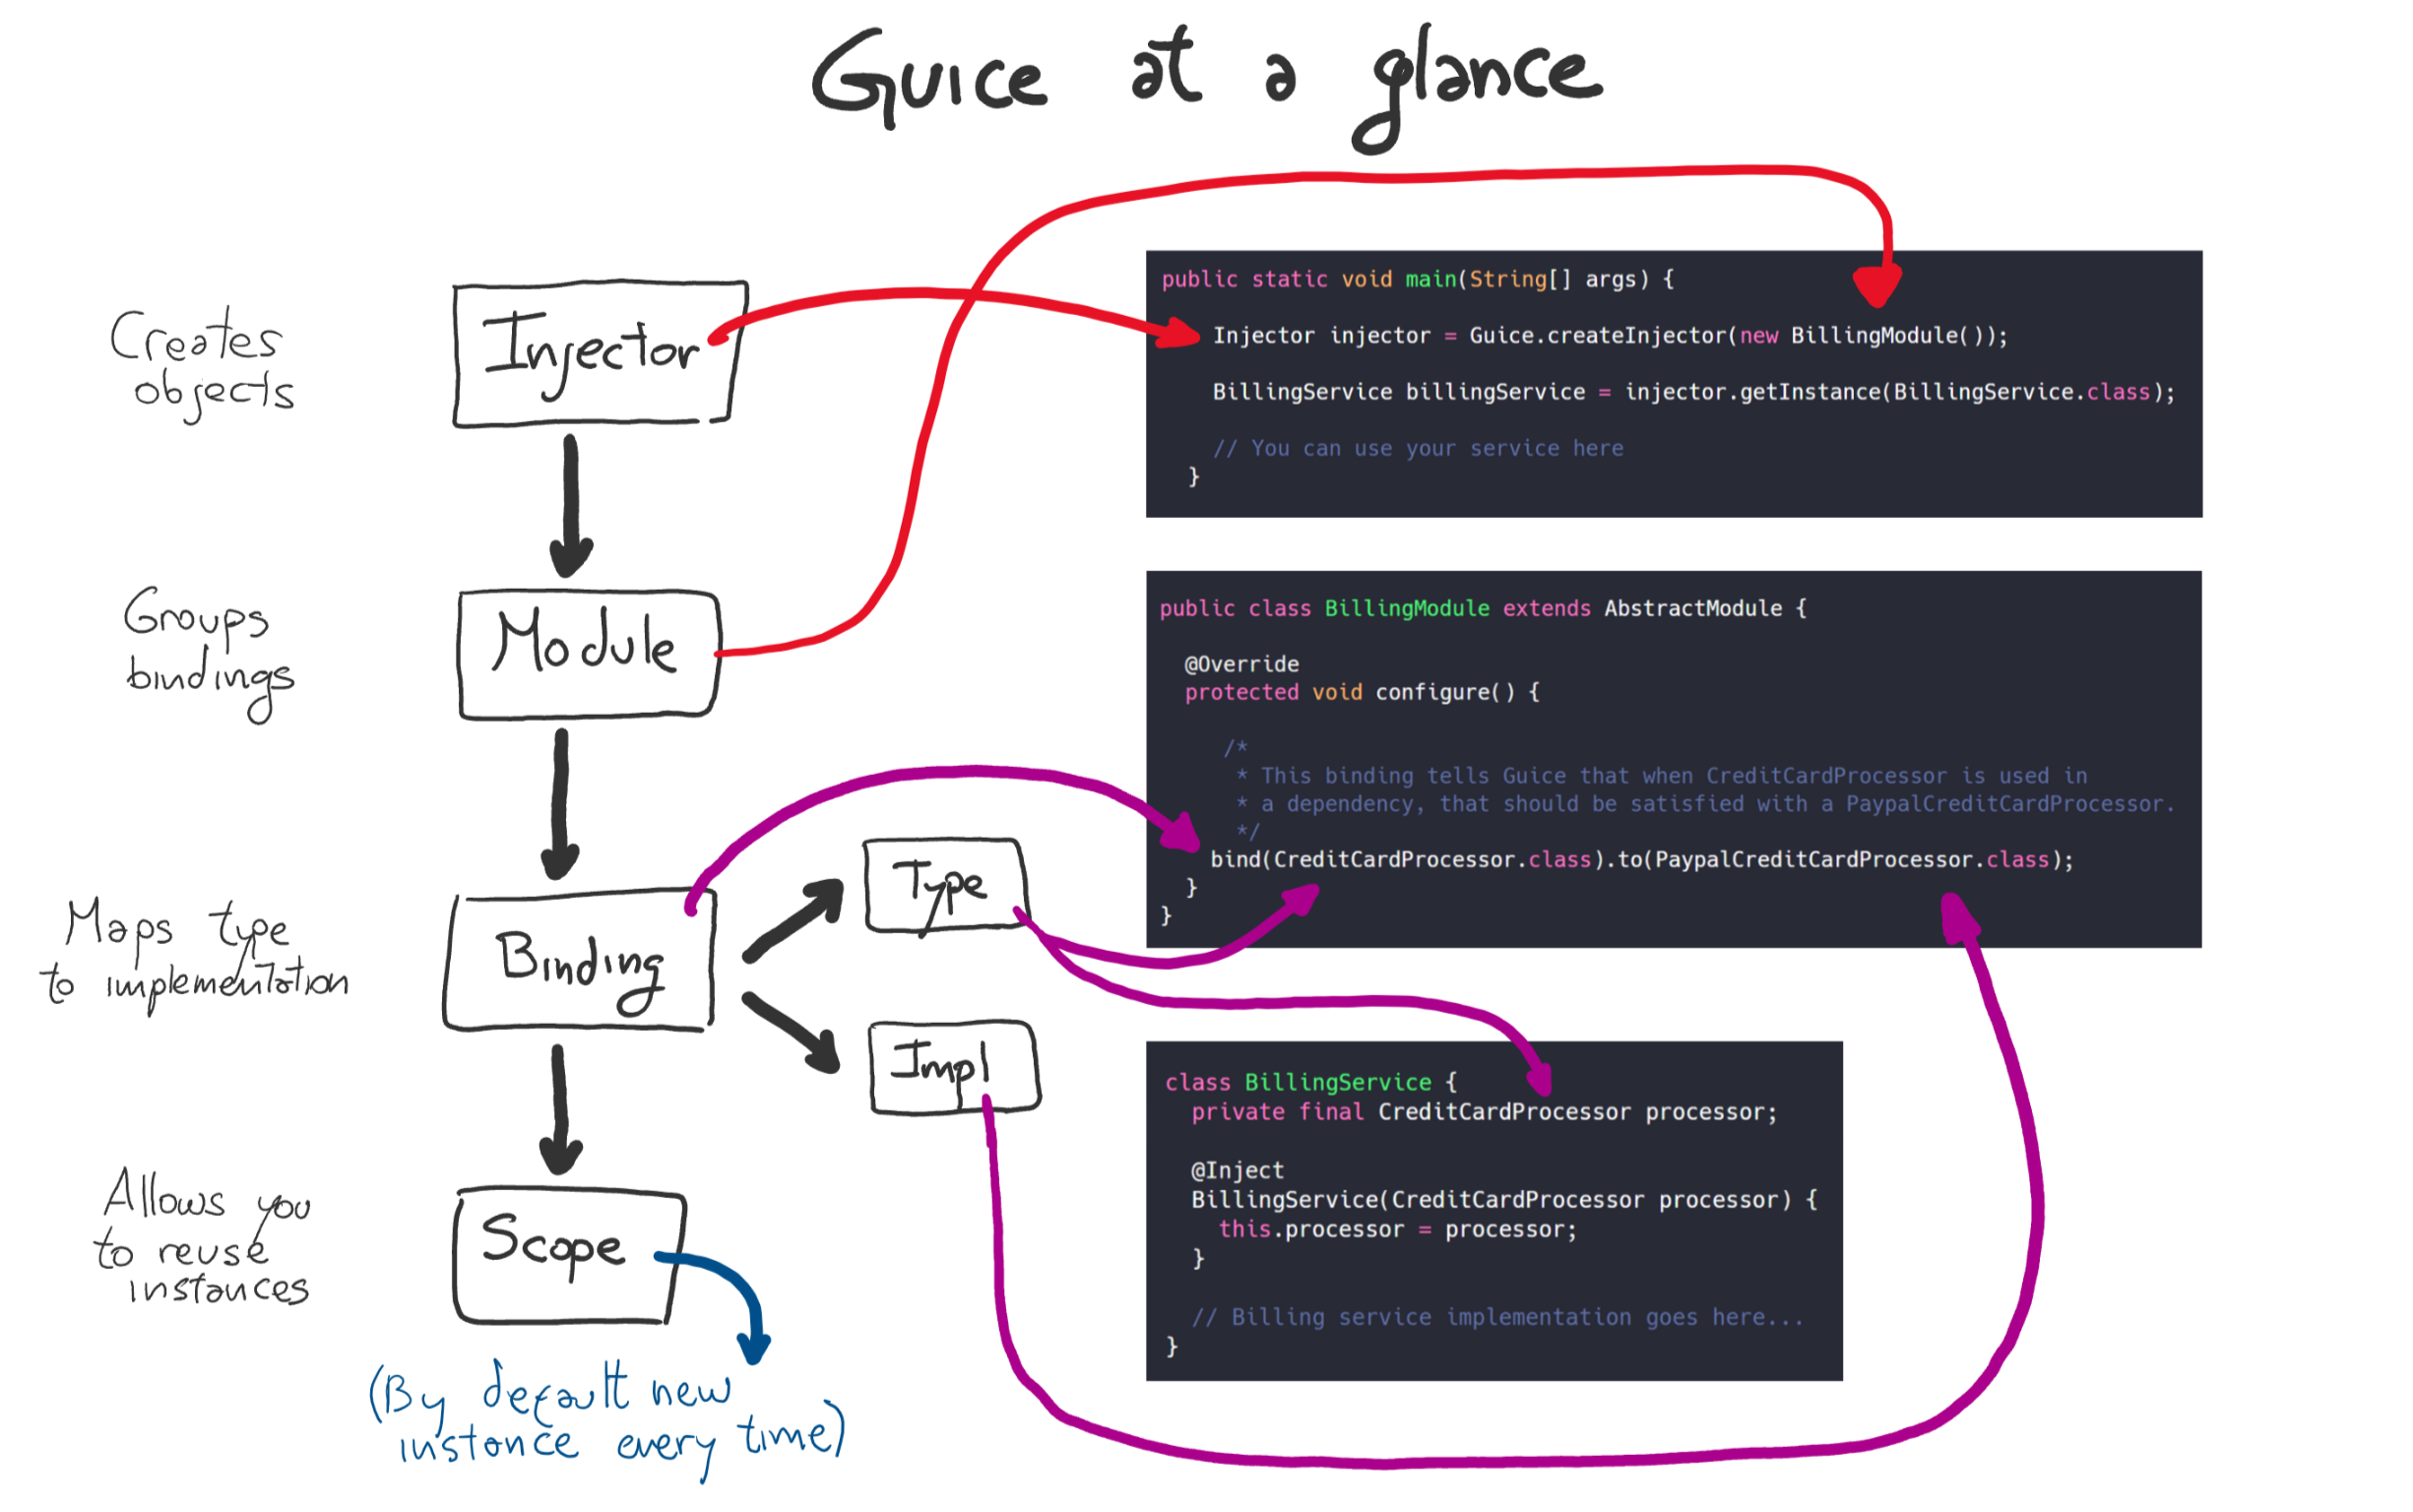 Guice at a glance
Creates
objects
Injector
Groups
bindings
Module
Maps type
to implementation
Binding
Type
Impl
Allows you
to reuse
instances
Scope
(By default new
instance every time)
public static void main(String[] args) {
Injector injector = Guice.createInjector(new BillingModule());
BillingService billingService = injector.getInstance(BillingService.class);
// You can use your service here
}
public class BillingModule extends AbstractModule {
@Override
protected void configure() {
/*
* This binding tells Guice that when CreditCardProcessor is used in
* a dependency, that should be satisfied with a PaypalCreditCardProcessor.
*/
bind(CreditCardProcessor.class).to(PaypalCreditCardProcessor.class);
}
}
class BillingService {
private final CreditCardProcessor processor;
@Inject
BillingService(CreditCardProcessor processor) {
this.processor = processor;
}
// Billing service implementation goes here...
}